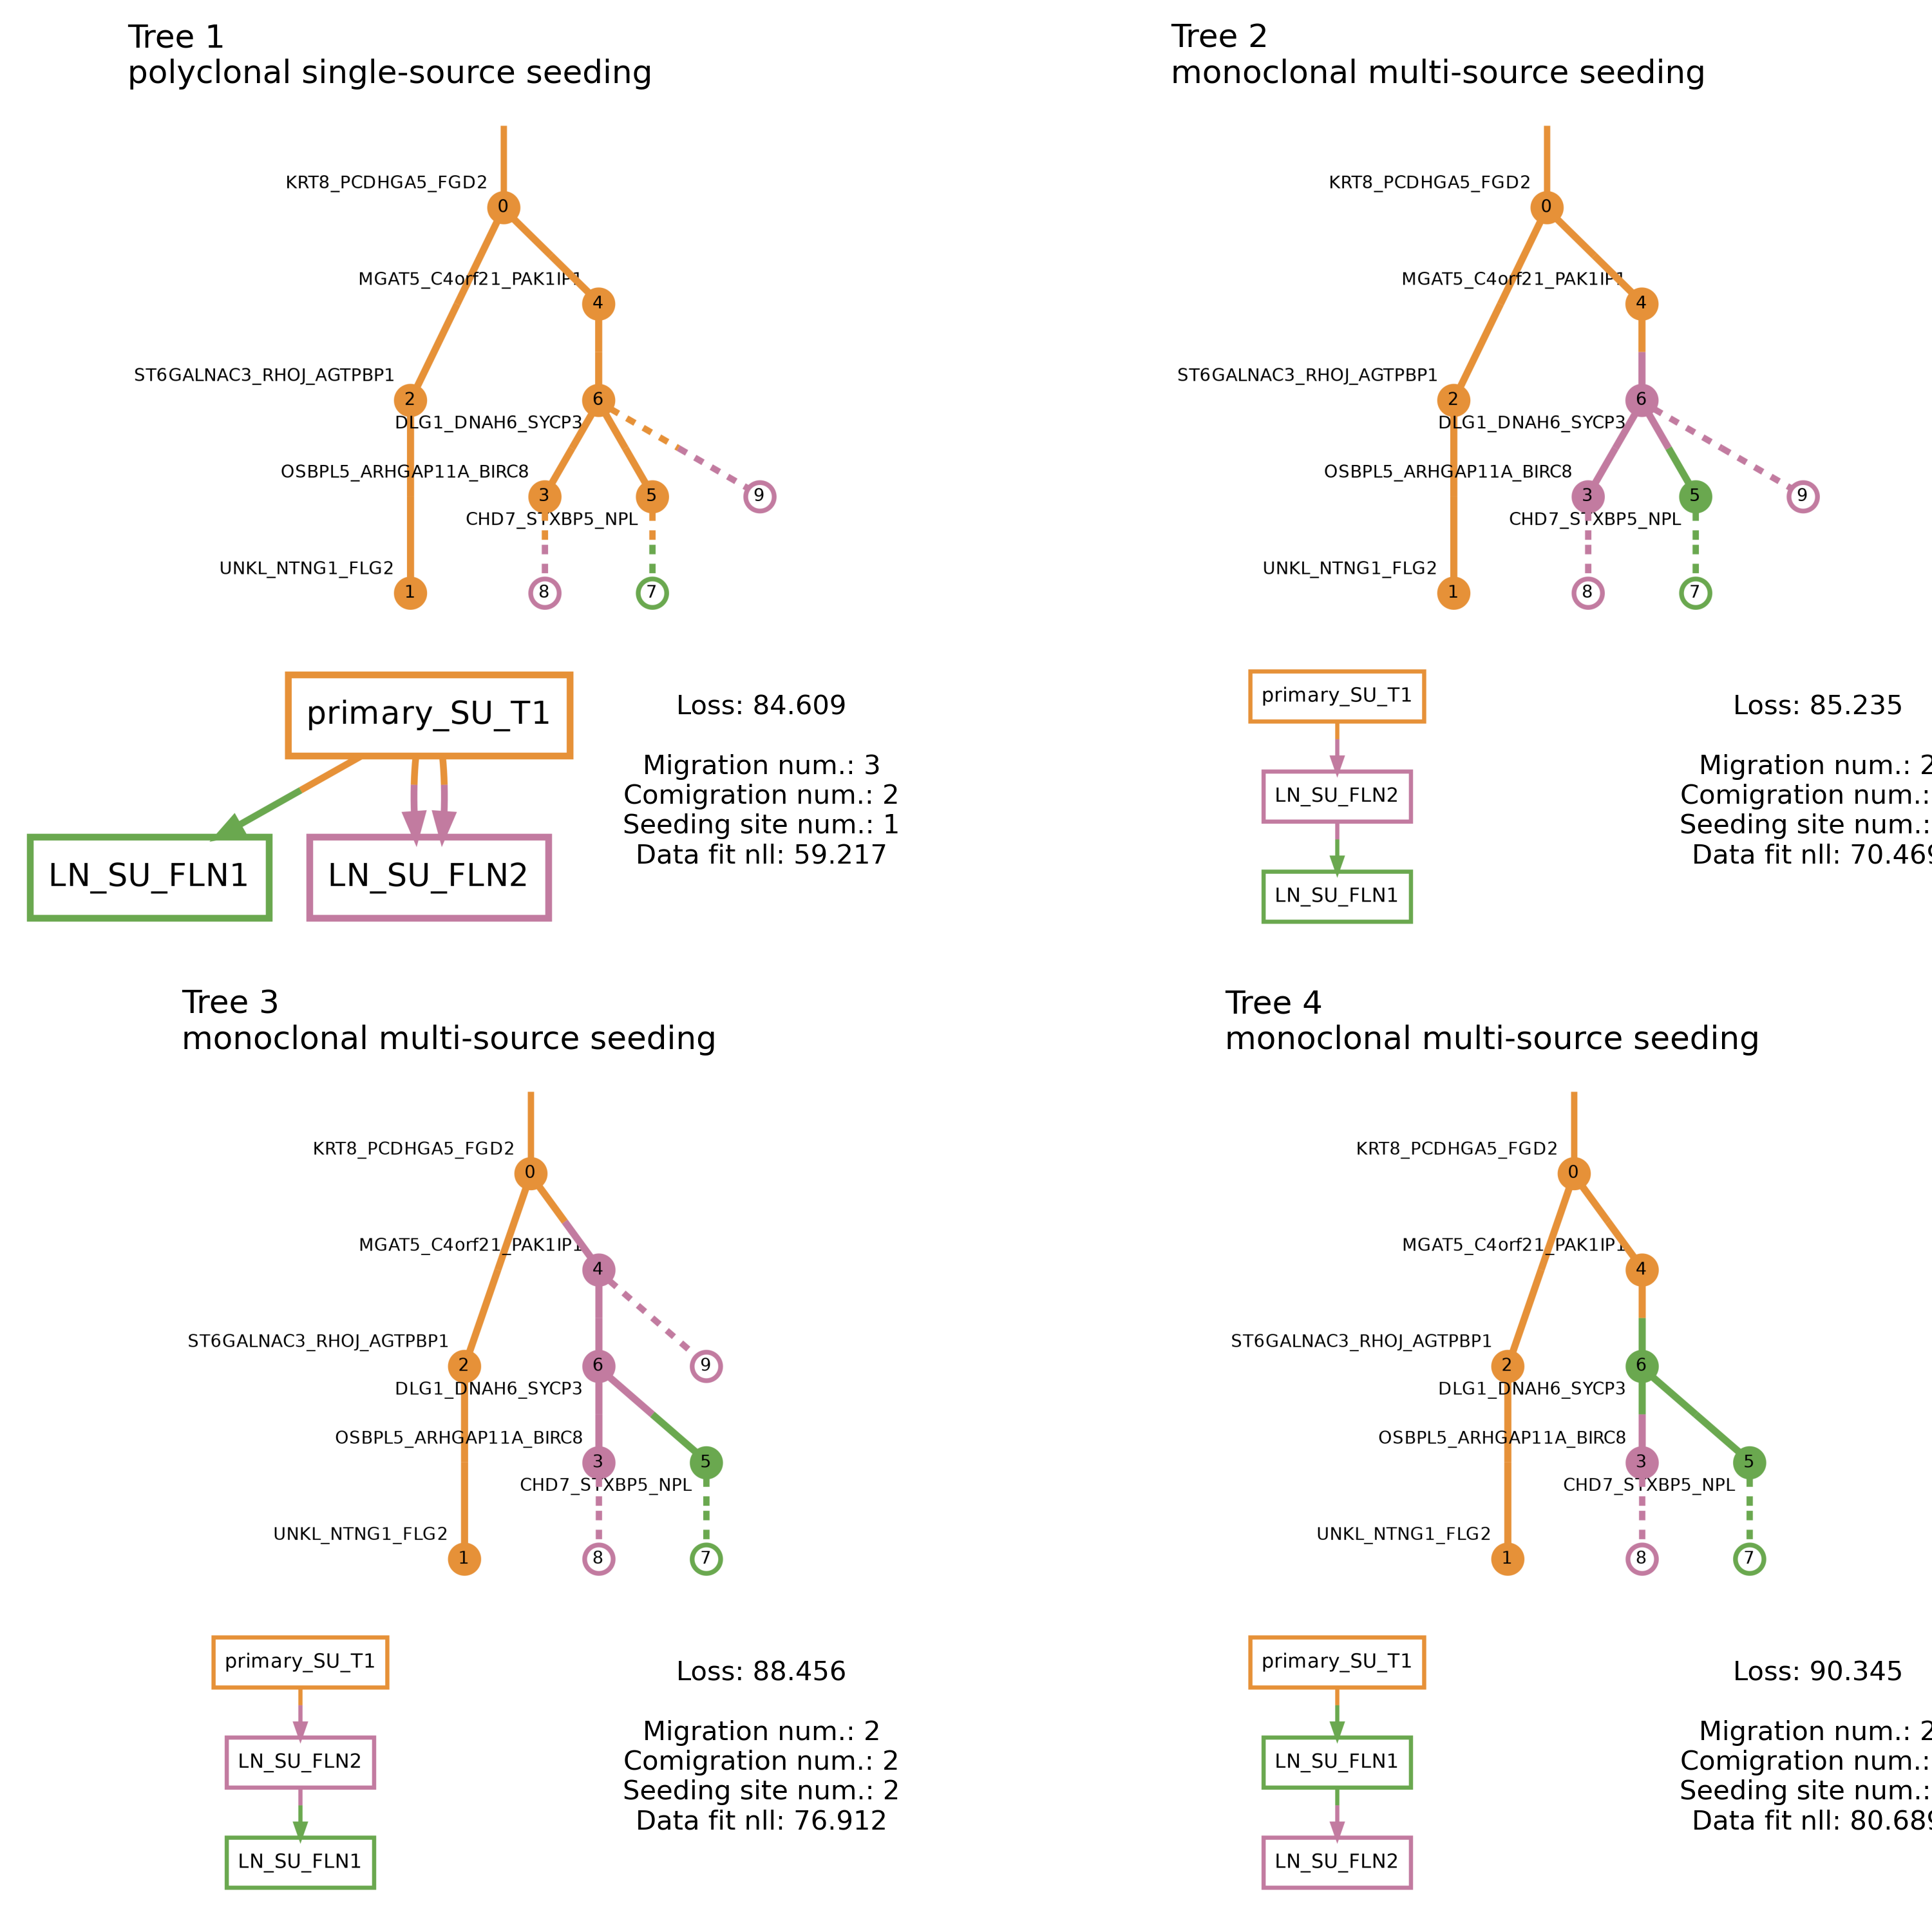 Tree 1
polyclonal single-source seeding
KRT8_PCDHGA5_FGD2
0
MGAT5_C4orf21_PAK1IP1
4
ST6GALNAC3_RHOJ_AGTPBP1
2
6
DLG1_DNAH6_SYCP3
OSBPL5_ARHGAP11A_BIRC8
3
5
9
CHD7_STXBP5_NPL
UNKL_NTNG1_FLG2
1
8
7
primary_SU_T1
LN_SU_FLN1
LN_SU_FLN2
Loss: 84.609
Migration num.: 3
Comigration num.: 2
Seeding site num.: 1
Data fit nll: 59.217
Tree 2
monoclonal multi-source seeding
KRT8_PCDHGA5_FGD2
0
MGAT5_C4orf21_PAK1IP1
4
ST6GALNAC3_RHOJ_AGTPBP1
2
6
DLG1_DNAH6_SYCP3
OSBPL5_ARHGAP11A_BIRC8
3
5
9
CHD7_STXBP5_NPL
UNKL_NTNG1_FLG2
1
8
7
primary_SU_T1
LN_SU_FLN2
LN_SU_FLN1
Loss: 85.235
Migration num.: 2
Comigration num.:
Seeding site num.:
Data fit nll: 70.469
Tree 3
monoclonal multi-source seeding
KRT8_PCDHGA5_FGD2
0
MGAT5_C4orf21_PAK1IP1
4
ST6GALNAC3_RHOJ_AGTPBP1
2
6
9
DLG1_DNAH6_SYCP3
OSBPL5_ARHGAP11A_BIRC8
3
5
CHD7_STXBP5_NPL
UNKL_NTNG1_FLG2
1
8
7
primary_SU_T1
LN_SU_FLN2
LN_SU_FLN1
Loss: 88.456
Migration num.: 2
Comigration num.: 2
Seeding site num.: 2
Data fit nll: 76.912
Tree 4
monoclonal multi-source seeding
KRT8_PCDHGA5_FGD2
0
MGAT5_C4orf21_PAK1IP1
4
ST6GALNAC3_RHOJ_AGTPBP1
2
6
DLG1_DNAH6_SYCP3
OSBPL5_ARHGAP11A_BIRC8
3
5
CHD7_STXBP5_NPL
UNKL_NTNG1_FLG2
1
8
7
primary_SU_T1
LN_SU_FLN1
LN_SU_FLN2
Loss: 90.345
Migration num.: 2
Comigration num.:
Seeding site num.:
Data fit nll: 80.689